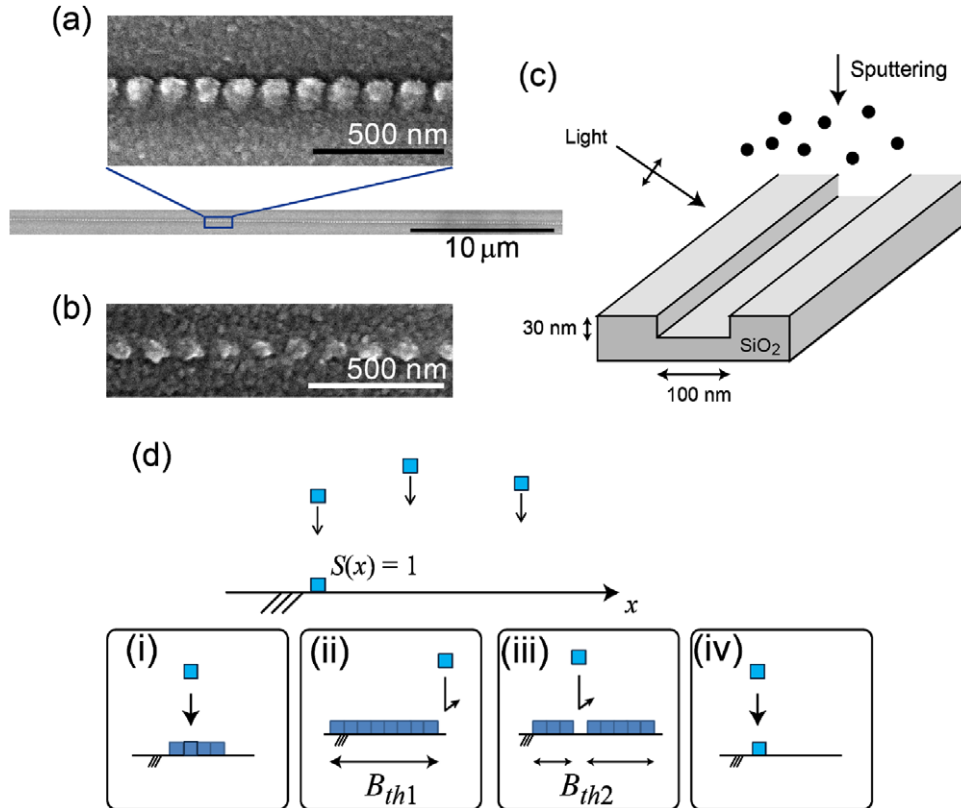 (a)
500 nm
10 μm
(b)
500 nm
(c)
Sputtering
Light
30 nm
SiO2
100 nm
(d)
S(x) = 1
x
(i)
(ii)
Bth1
(iii)
Bth2
(iv)